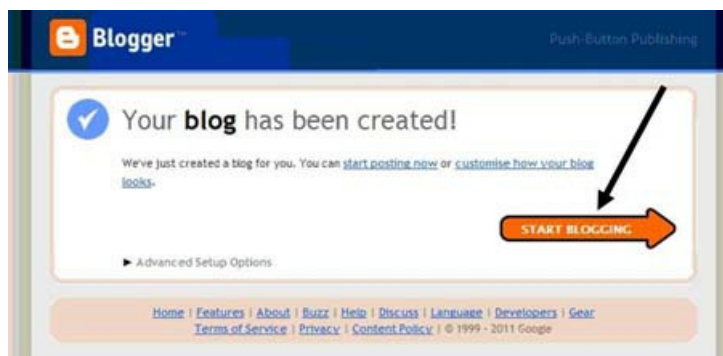 Blogger™
Push-Button Publishing
Your blog has been created!
We've just created a blog for you. You can start posting now or customise how your blog
looks.
START BLOGGING
► Advanced Setup Options
Home | Features | About | Buzz | Help | Discuss | Language | Developers | Gear
Terms of Service | Privacy | Content Policy | © 1999 - 2011 Google